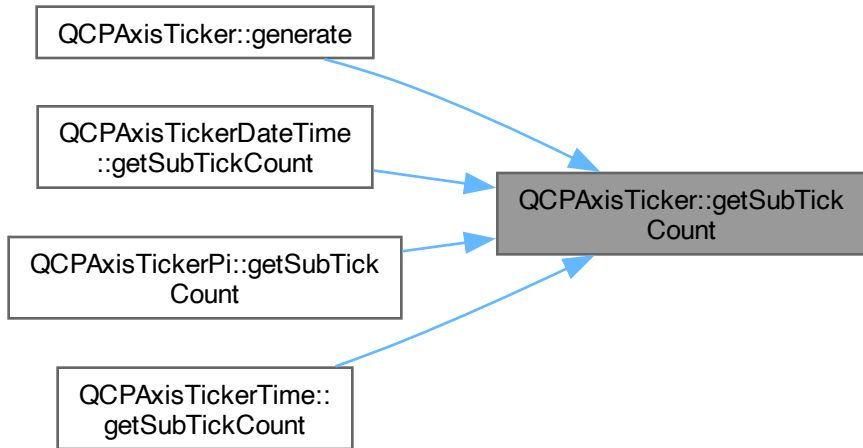 QCPAxisTicker::generate
QCPAxisTickerDateTime
::getSubTickCount
QCPAxisTickerPi::getSubTick
Count
QCPAxisTickerTime::
getSubTickCount
QCPAxisTicker::getSubTick
Count